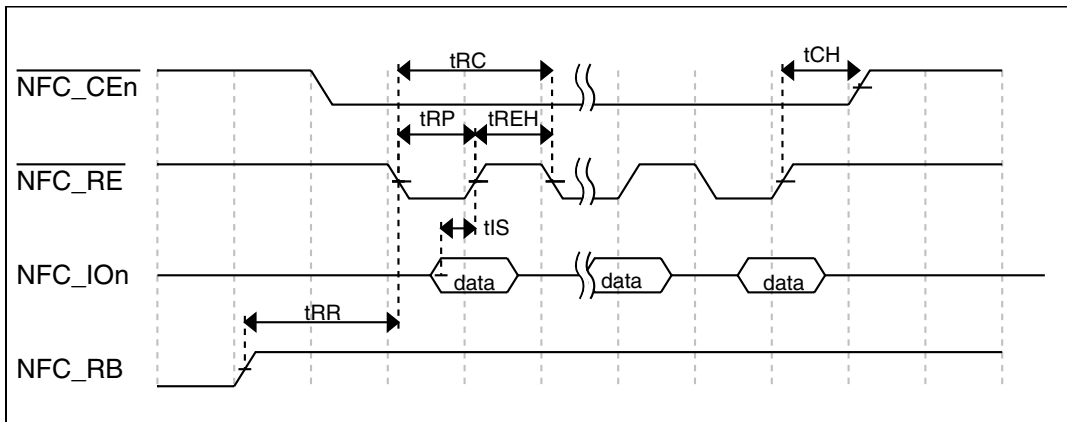 tRC
tCH
NFC_CEn
tRP
tREH
NFC_RE
tIS
NFC_IOn
data
data
data
tRR
NFC_RB